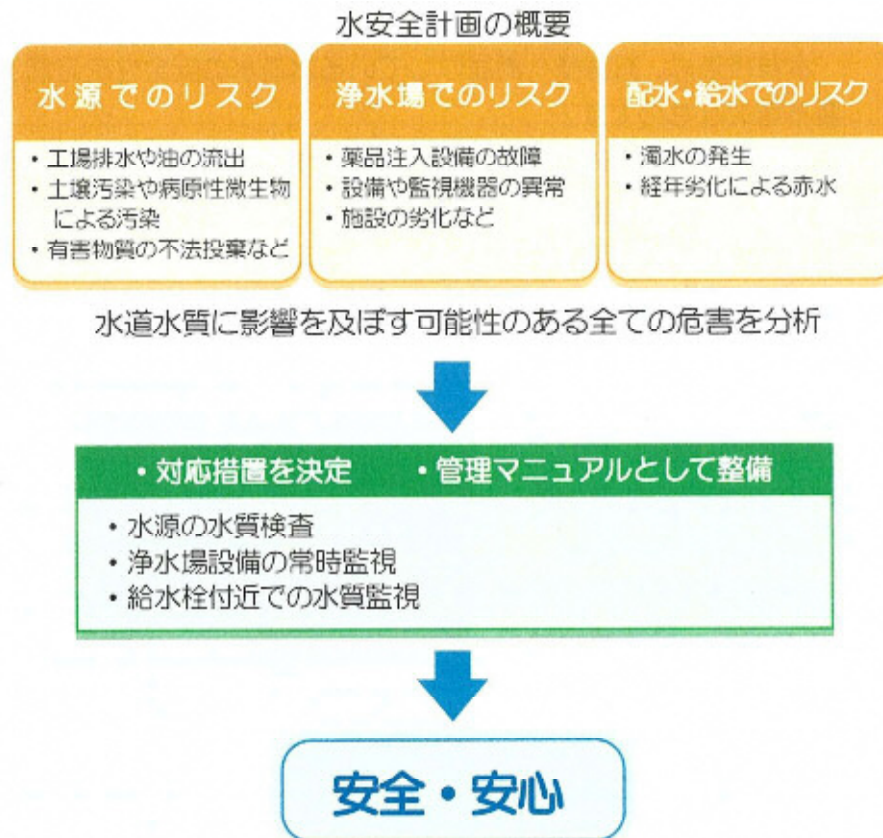 水安全計画の概要
水源でのリスク
・工場排水や油の流出
・土壌汚染や病原性微生物
による汚染
・有害物質の不法投棄など
浄水場でのリスク
・薬品注入設備の故障
・設備や監視機器の異常
・施設の劣化など
配水・給水でのリスク
・濁水の発生
・経年劣化による赤水
水道水質に影響を及ぼす可能性のある全ての危害を分析
・対応措置を決定 ・管理マニュアルとして整備
・水源の水質検査
・浄水場設備の常時監視
・給水栓付近での水質監視
安全・安心